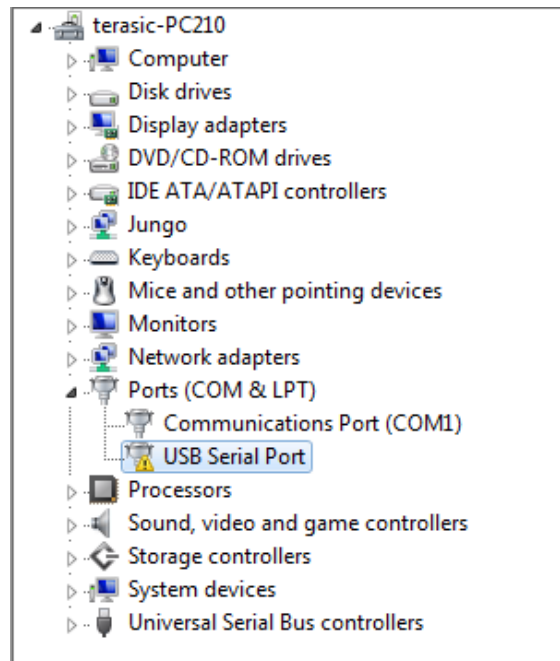 terasic-PC210
Computer
Disk drives
Display adapters
DVD/CD-ROM drives
IDE ATA/ATAPI controllers
Jungo
Keyboards
Mice and other pointing devices
Monitors
Network adapters
Ports (COM & LPT)
Communications Port (COM1)
USB Serial Port
Processors
Sound, video and game controllers
Storage controllers
System devices
Universal Serial Bus controllers